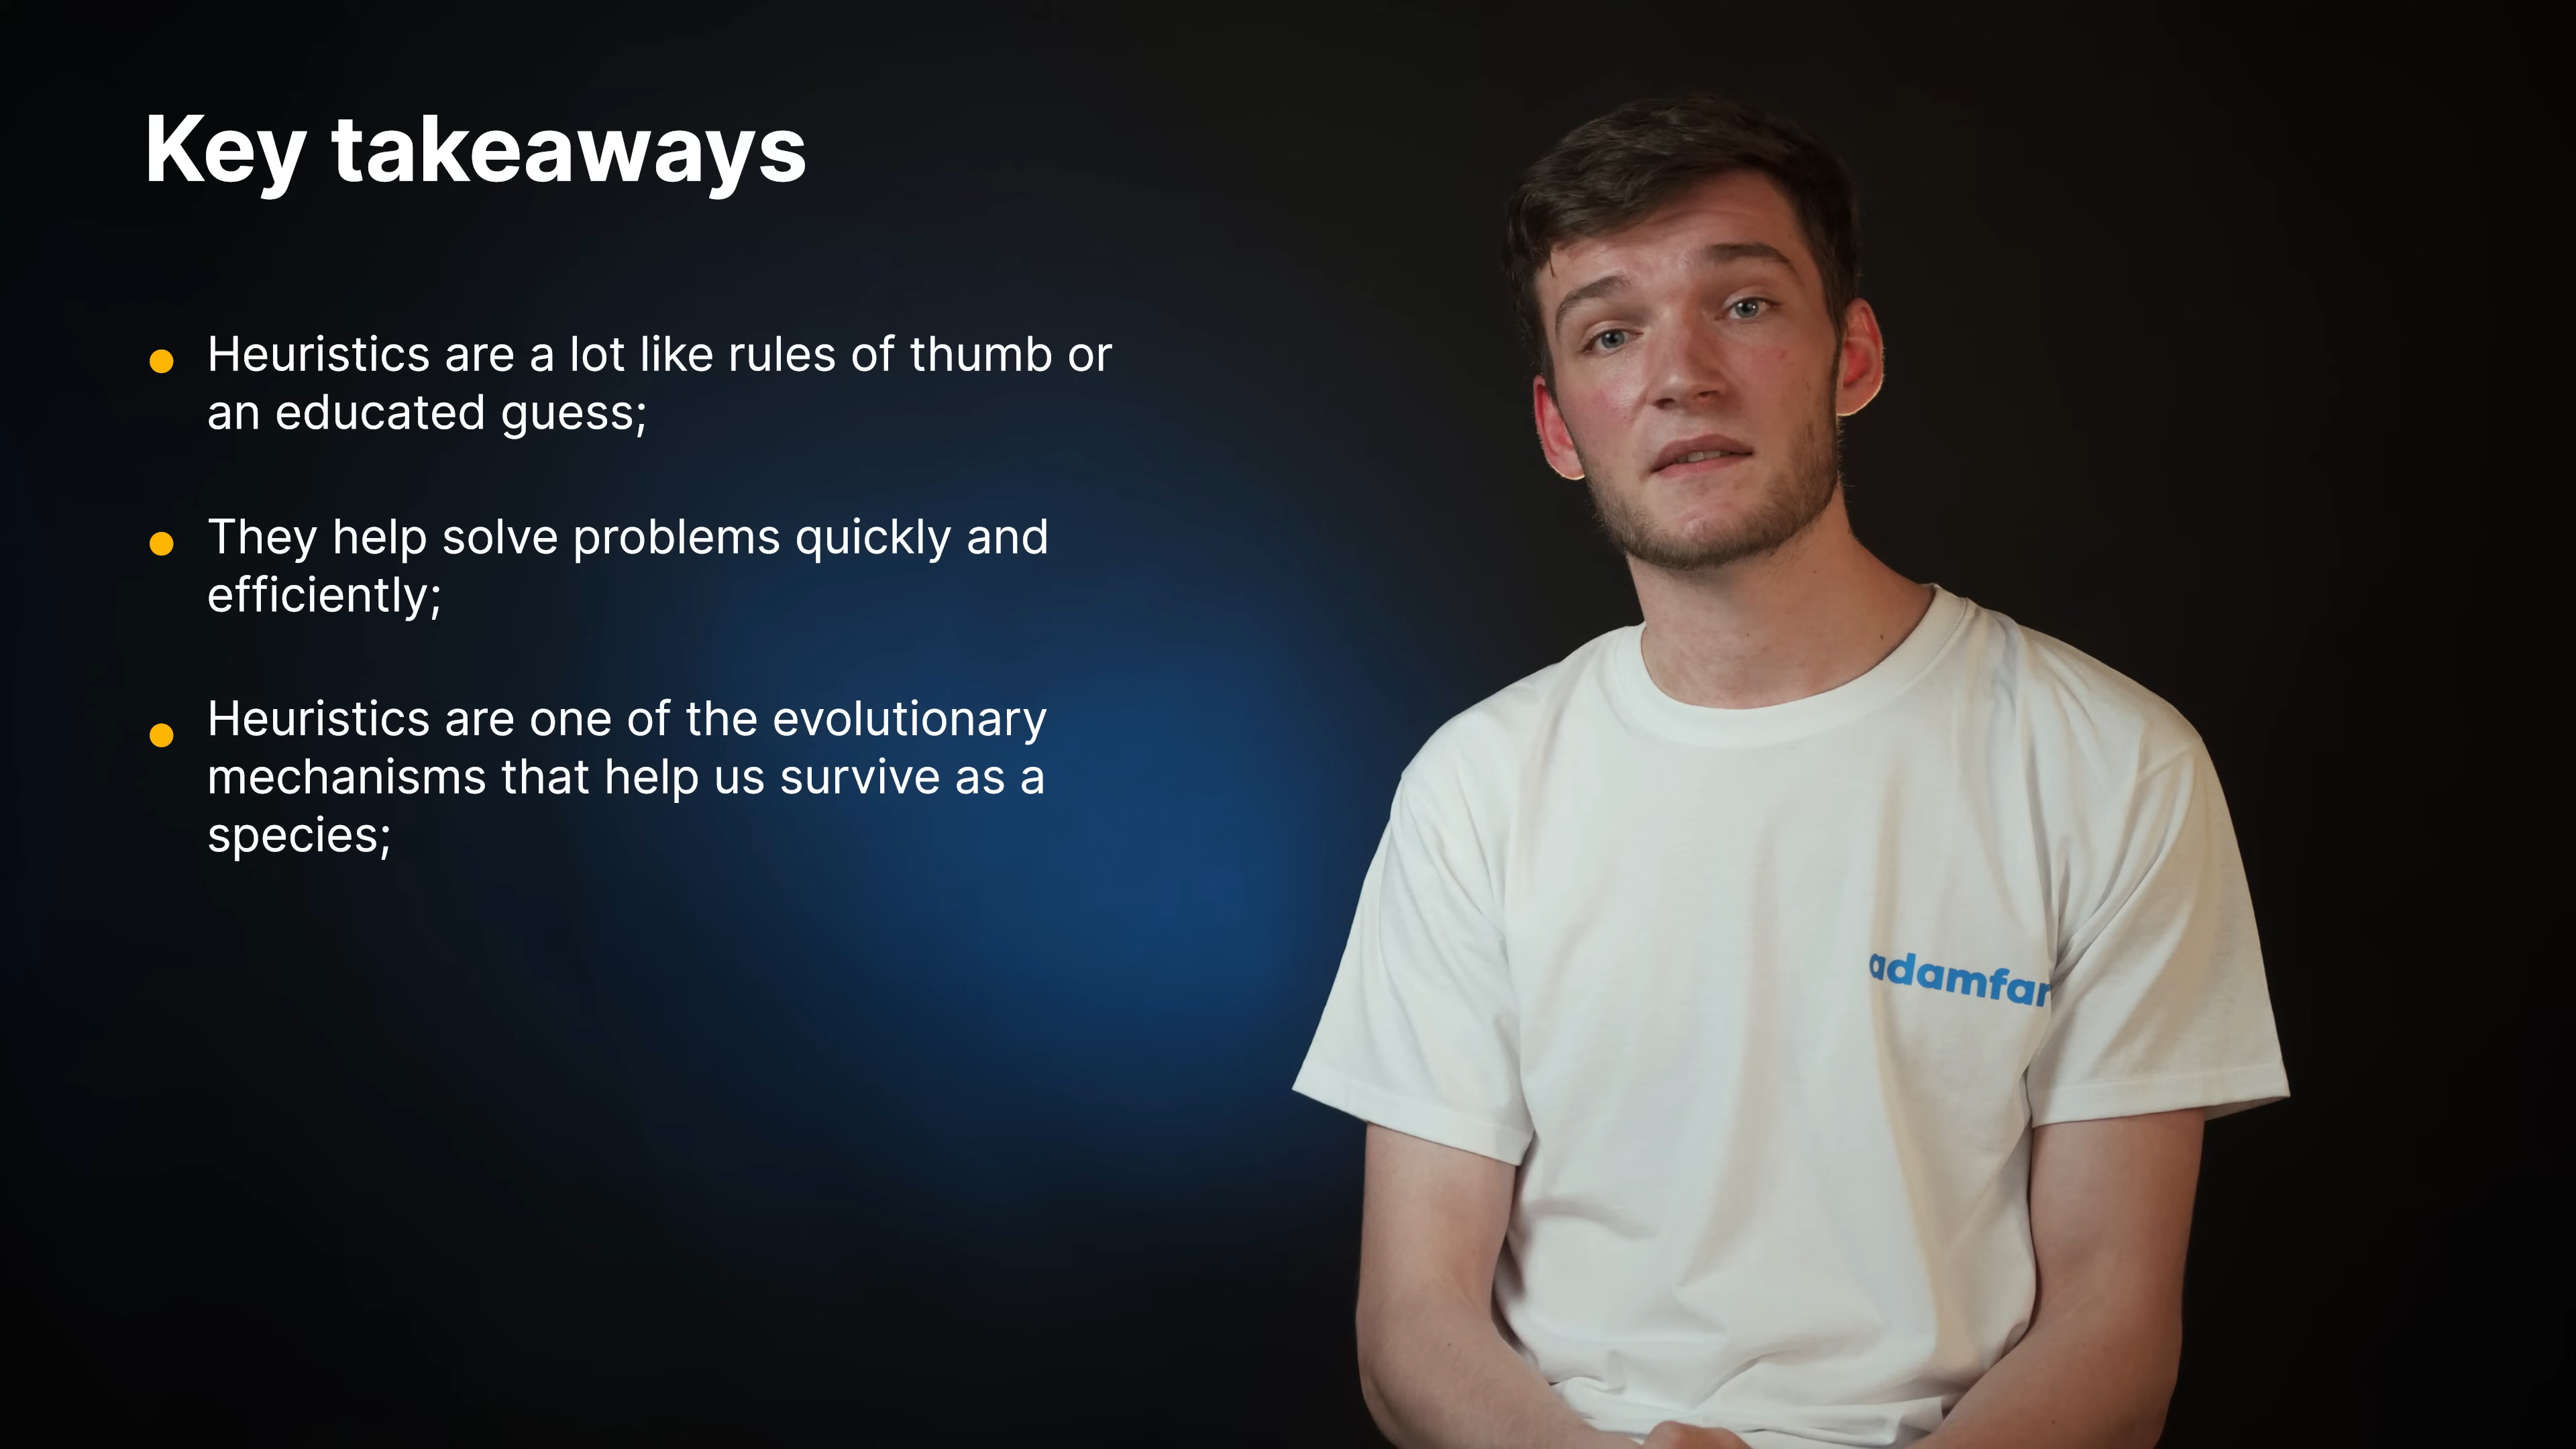 Key takeaways
Heuristics are a lot like rules of thumb or
an educated guess;
They help solve problems quickly and
efficiently;
Heuristics are one of the evolutionary
mechanisms that help us survive as a
species;
adamfar